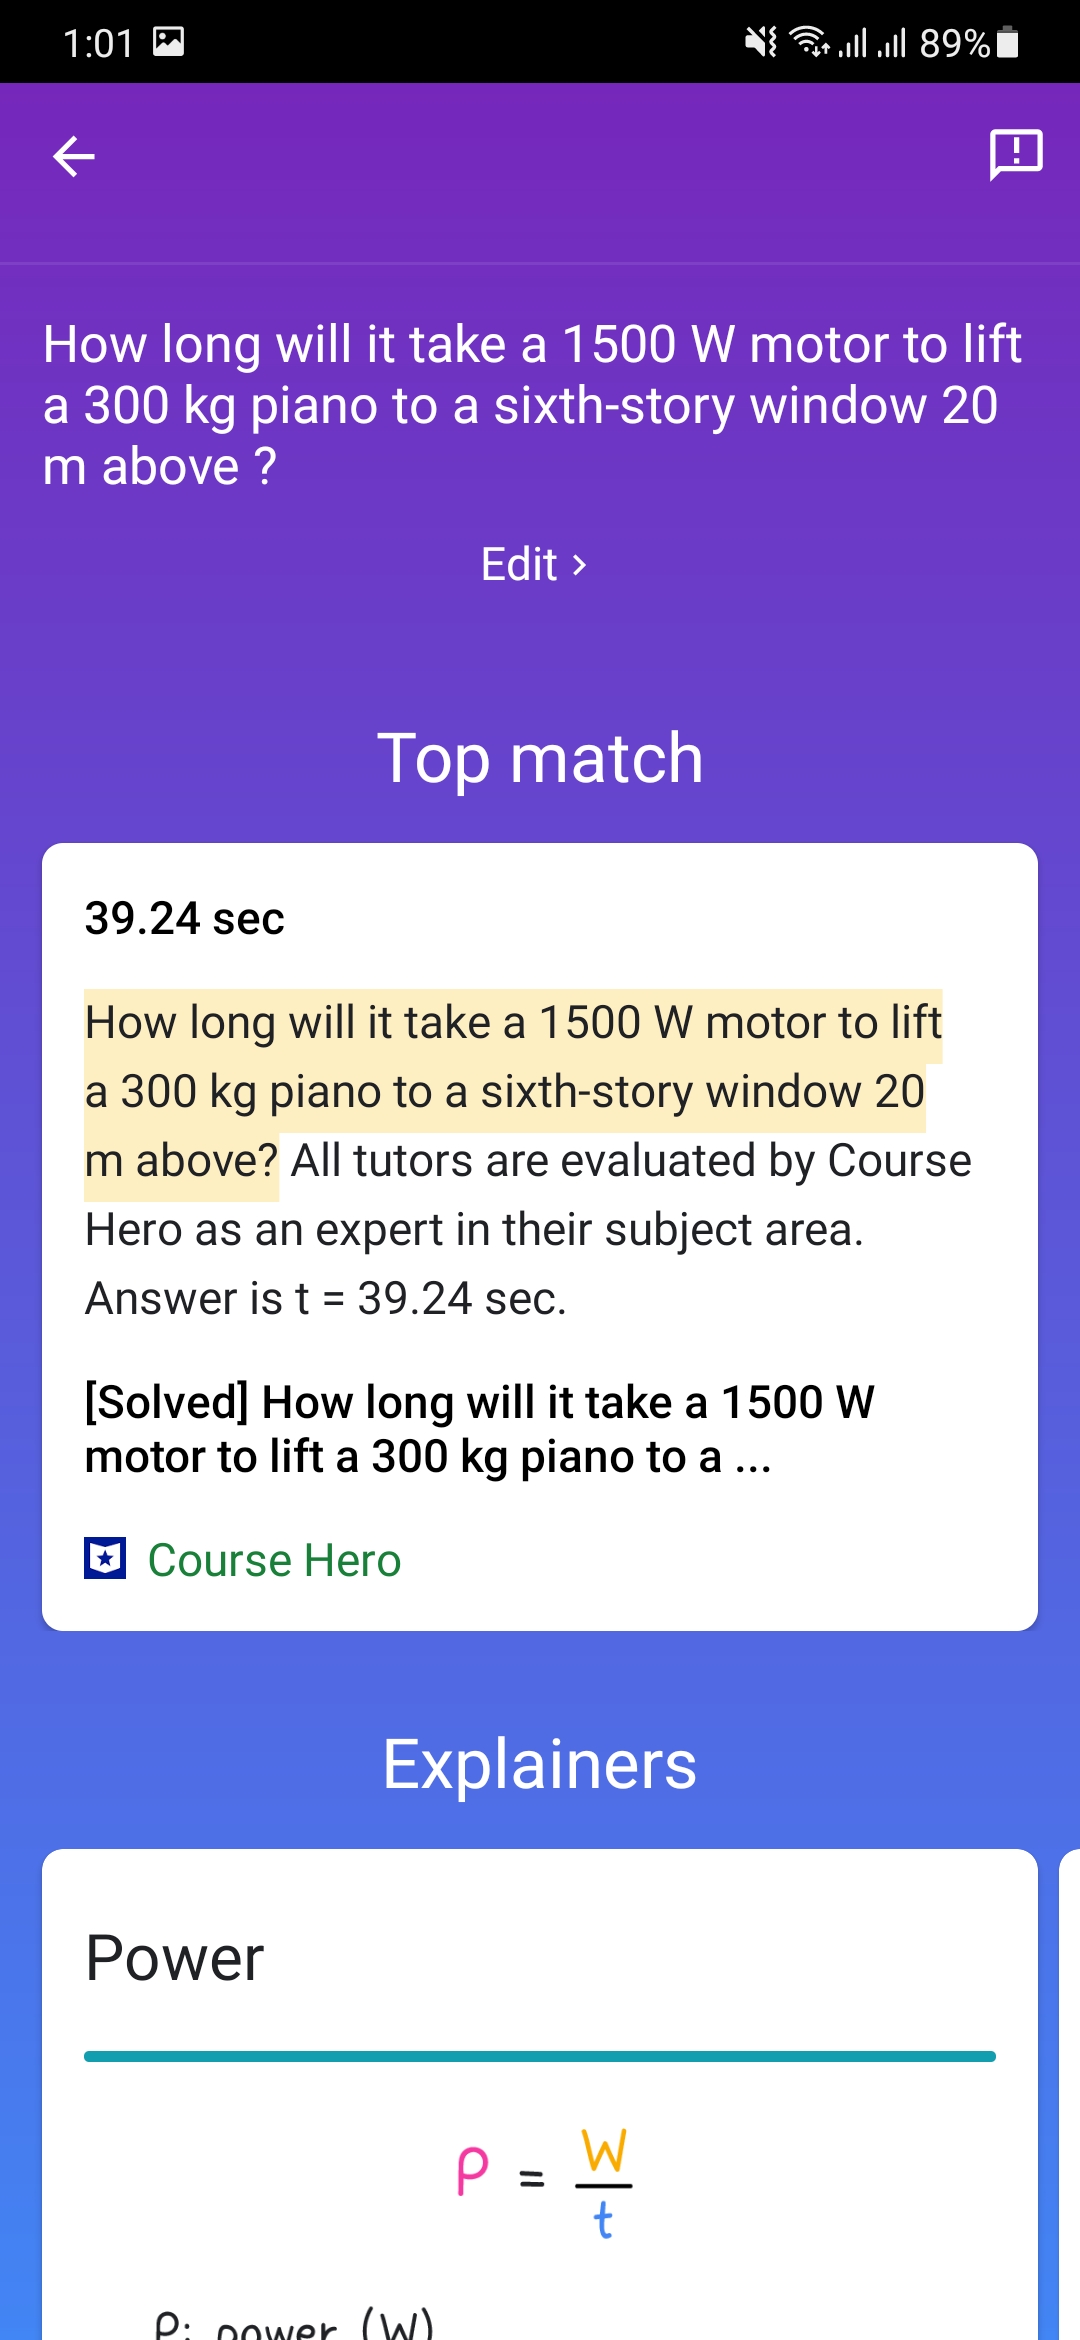 1:01 89%
How long will it take a 1500 W motor to lift
a 300 kg piano to a sixth-story window 20
m above ?
Edit >
Top match
39.24 sec
How long will it take a 1500 W motor to lift
a 300 kg piano to a sixth-story window 20
m above? All tutors are evaluated by Course
Hero as an expert in their subject area.
Answer is t = 39.24 sec.
[Solved] How long will it take a 1500 W
motor to lift a 300 kg piano to a ...
Course Hero
Explainers
Power
P = W
t
P: power (W)